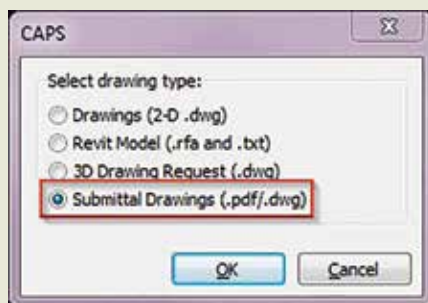 CAPS
Select drawing type:
Drawings (2-D .dwg)
Revit Model (.rfa and .txt)
3D Drawing Request (.dwg)
Submittal Drawings (.pdf/.dwg)
OK
Cancel